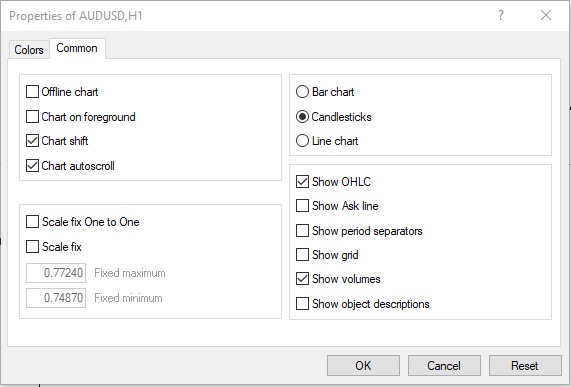 Properties of AUDUSD,H1
? ×
Colors Common
Offline chart
Chart on foreground
Chart shift
Chart autoscroll
Scale fix One to One
Scale fix
0.77240 Fixed maximum
0.74870 Fixed minimum
Bar chart
Candlesticks
Line chart
Show OHLC
Show Ask line
Show period separators
Show grid
Show volumes
Show object descriptions
OK Cancel Reset